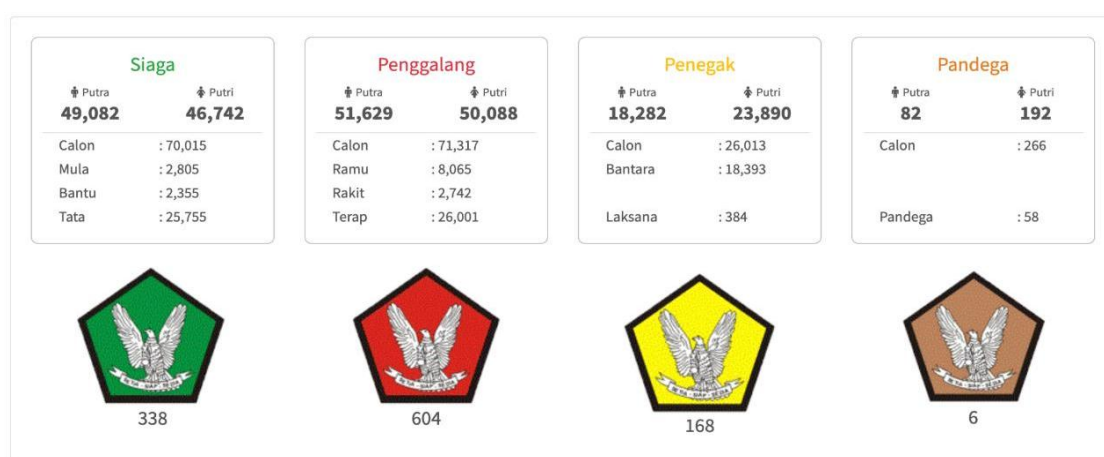 Siaga
Putra Putri
49,082 46,742
Calon : 70,015
Mula : 2,805
Bantu : 2,355
Tata : 25,755
Penggalang
Putra Putri
51,629 50,088
Calon : 71,317
Ramu : 8,065
Rakit : 2,742
Terap : 26,001
Penegak
Putra Putri
18,282 23,890
Calon : 26,013
Bantara : 18,393
Laksana : 384
Pandega
Putra Putri
82 192
Calon : 266
Pandega : 58
338
604
168
6